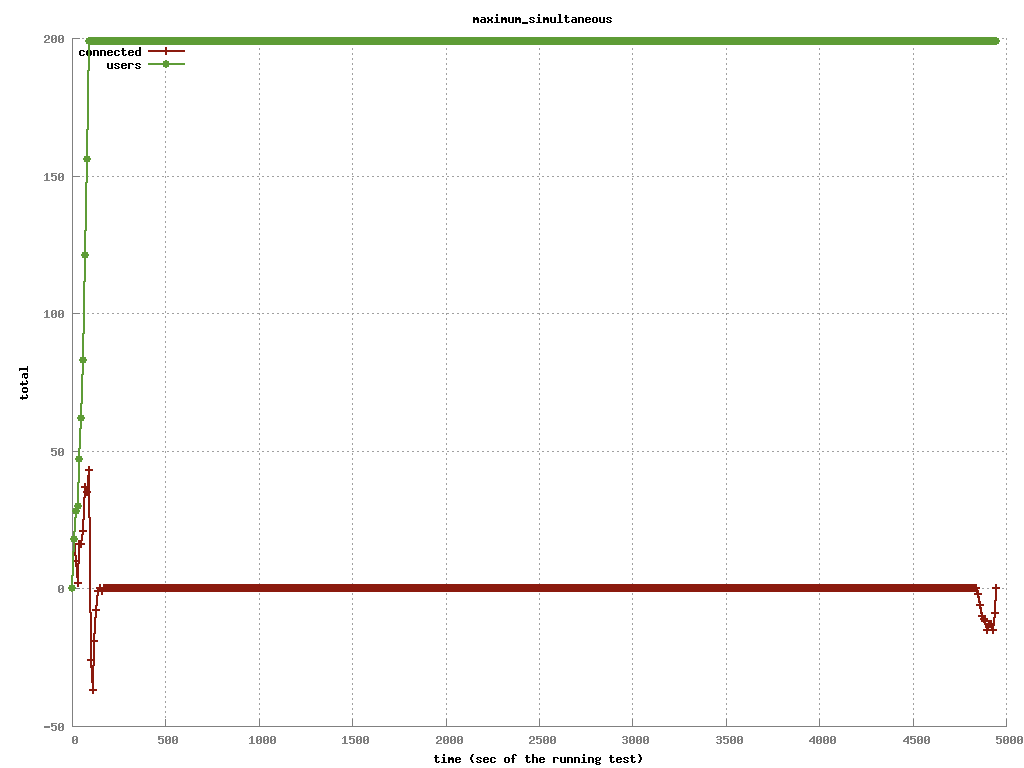 maximum_simultaneous
200
connected
users
150
100
total
50
0
-50
0 500 1000 1500 2000 2500 3000 3500 4000 4500 5000
time (sec of the running test)